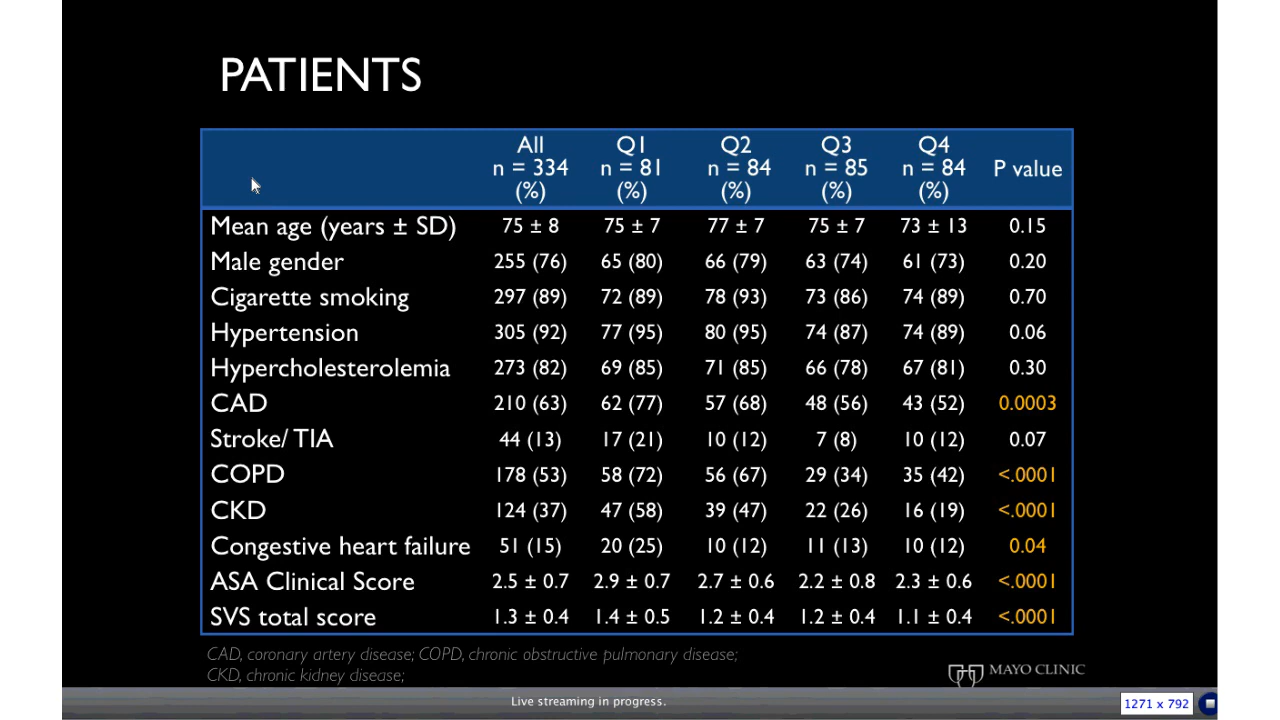 PATIENTS
All Q1 Q2 Q3 Q4
n = 334 n = 81 n = 84 n = 85 n = 84 P value
(%) (%) (%) (%) (%)
Mean age (years ± SD) 75 ± 8 75 ± 7 77 ± 7 75 ± 7 73 ± 13 0.15
Male gender 255 (76) 65 (80) 66 (79) 63 (74) 61 (73) 0.20
Cigarette smoking 297 (89) 72 (89) 78 (93) 73 (86) 74 (89) 0.70
Hypertension 305 (92) 77 (95) 80 (95) 74 (87) 74 (89) 0.06
Hypercholesterolemia 273 (82) 69 (85) 71 (85) 66 (78) 67 (81) 0.30
CAD 210 (63) 62 (77) 57 (68) 48 (56) 43 (52) 0.0003
Stroke/ TIA 44 (13) 17 (21) 10 (12) 7 (8) 10 (12) 0.07
COPD 178 (53) 58 (72) 56 (67) 29 (34) 35 (42) <.0001
CKD 124 (37) 47 (58) 39 (47) 22 (26) 16 (19) <.0001
Congestive heart failure 51 (15) 20 (25) 10 (12) 11 (13) 10 (12) 0.04
ASA Clinical Score 2.5 ± 0.7 2.9 ± 0.7 2.7 ± 0.6 2.2 ± 0.8 2.3 ± 0.6 <.0001
SVS total score 1.3 ± 0.4 1.4 ± 0.5 1.2 ± 0.4 1.2 ± 0.4 1.1 ± 0.4 <.0001
CAD, coronary artery disease; COPD, chronic obstructive pulmonary disease;
CKD, chronic kidney disease;
MAYO CLINIC
Live streaming in progress.
1271 x 792